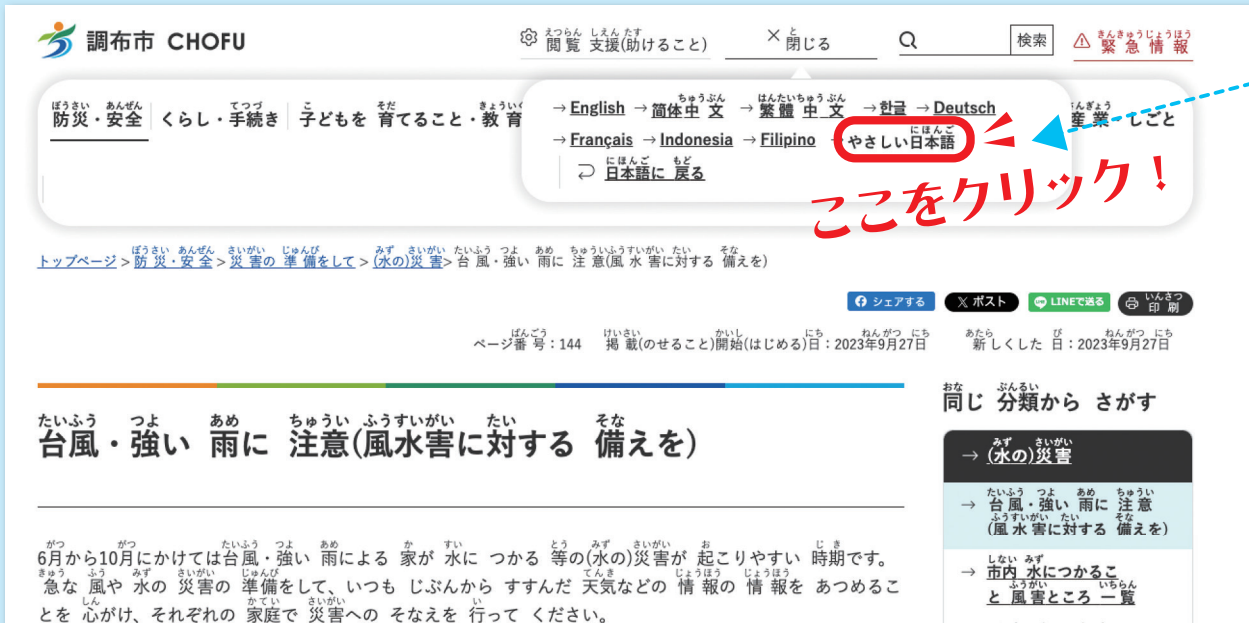 調布市 CHOFU
閲覧 支援(助けること)
× 閉じる
検索
緊急情報
防災・安全
くらし・手続き
子どもを 育てること・教育
産業・しごと
→ English → 简体中文 → 繁體中文 → 한글 → Deutsch
→ Français → Indonesia → Filipino → やさしい日本語
日本語に 戻る
ここをクリック!
トップページ > 防災・安全 > 災害の 準備をして > (水の)災害 > 台風・強い 雨に 注意(風水害に対する 備えを)
シェアする
ポスト
LINEで送る
印刷
ページ番号:144 掲載(のせること)開始(はじめる)日:2023年9月27日 新しくした 日:2023年9月27日
台風・強い 雨に 注意(風水害に対する 備えを)
6月から10月にかけては台風・強い 雨による 家が 水に つかる 等の(水の)災害が 起こりやすい 時期です。
急な 風や 水の 災害の 準備をして、いつも じぶんから すすんだ 天気などの 情報の 情報を あつめるこ
とを 心がけ、それぞれの 家庭で 災害への そなえを 行って ください。
同じ 分類から さがす
→ (水の)災害
→ 台風・強い 雨に 注意
(風水害に対する 備えを)
→ 市内 水につかるこ
と 風害ところ 一覧